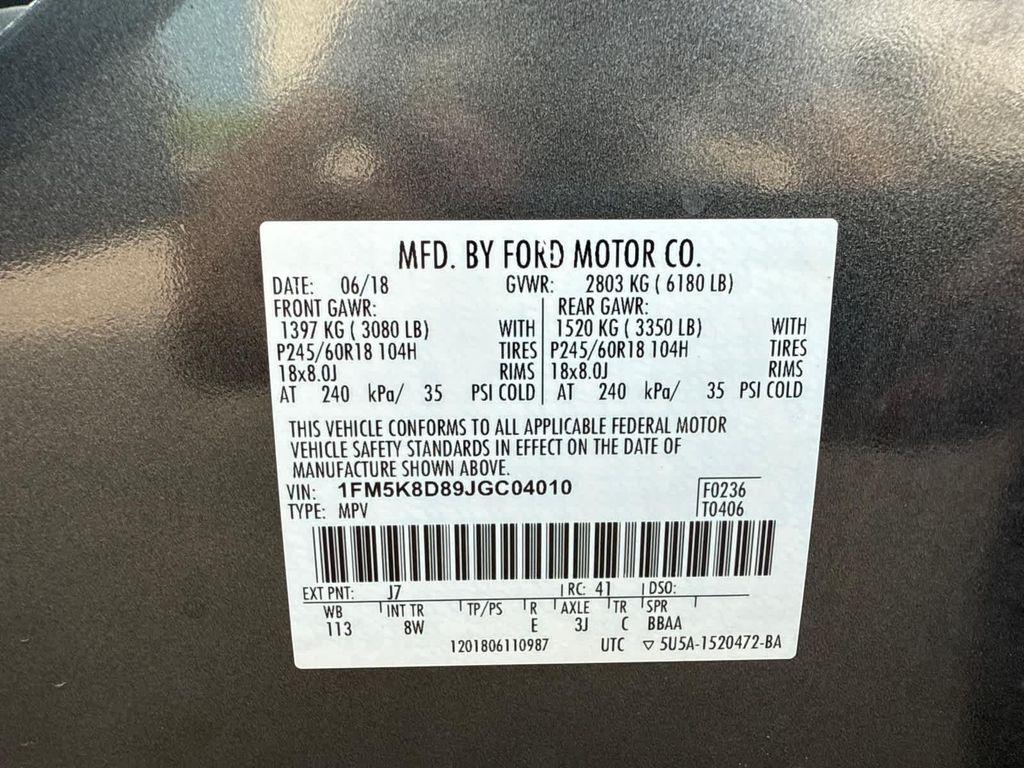 MFD. BY FORD MOTOR CO.
DATE: 06/18 GVWR: 2803 KG ( 6180 LB)
FRONT GAWR: REAR GAWR:
1397 KG ( 3080 LB) WITH 1520 KG ( 3350 LB) WITH
P245/60R18 104H TIRES P245/60R18 104H TIRES
18x8.0J RIMS 18x8.0J RIMS
AT 240 kPa/ 35 PSI COLD AT 240 kPa/ 35 PSI COLD
THIS VEHICLE CONFORMS TO ALL APPLICABLE FEDERAL MOTOR
VEHICLE SAFETY STANDARDS IN EFFECT ON THE DATE OF
MANUFACTURE SHOWN ABOVE.
VIN: 1FM5K8D89JGC04010 F0236
TYPE: MPV T0406
EXT PNT: J7 RC: 41 DSO:
WB INT TR TP/PS R AXLE TR SPR
113 8W E 3J C BBAA
1201806110987 UTC ▽ 5U5A-1520472-BA